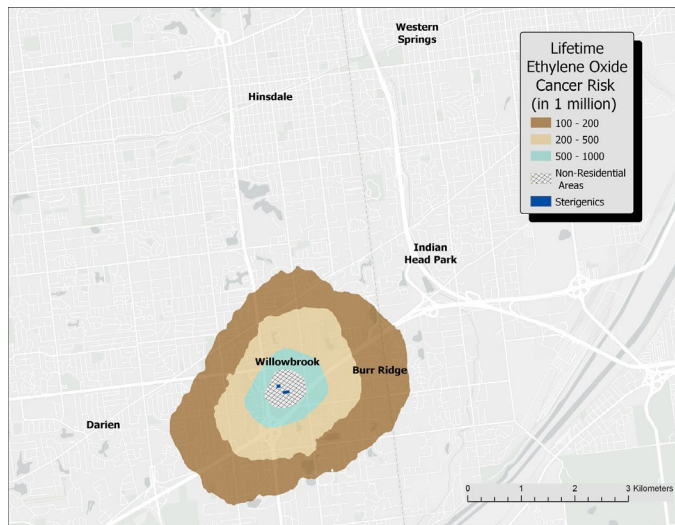 Western
Springs
Hinsdale
Indian
Head Park
Willowbrook
Burr Ridge
Darien
Lifetime
Ethylene Oxide
Cancer Risk
(in 1 million)
100 - 200
200 - 500
500 - 1000
Non-Residential
Areas
Sterigenics
0 1 2 3 Kilometers